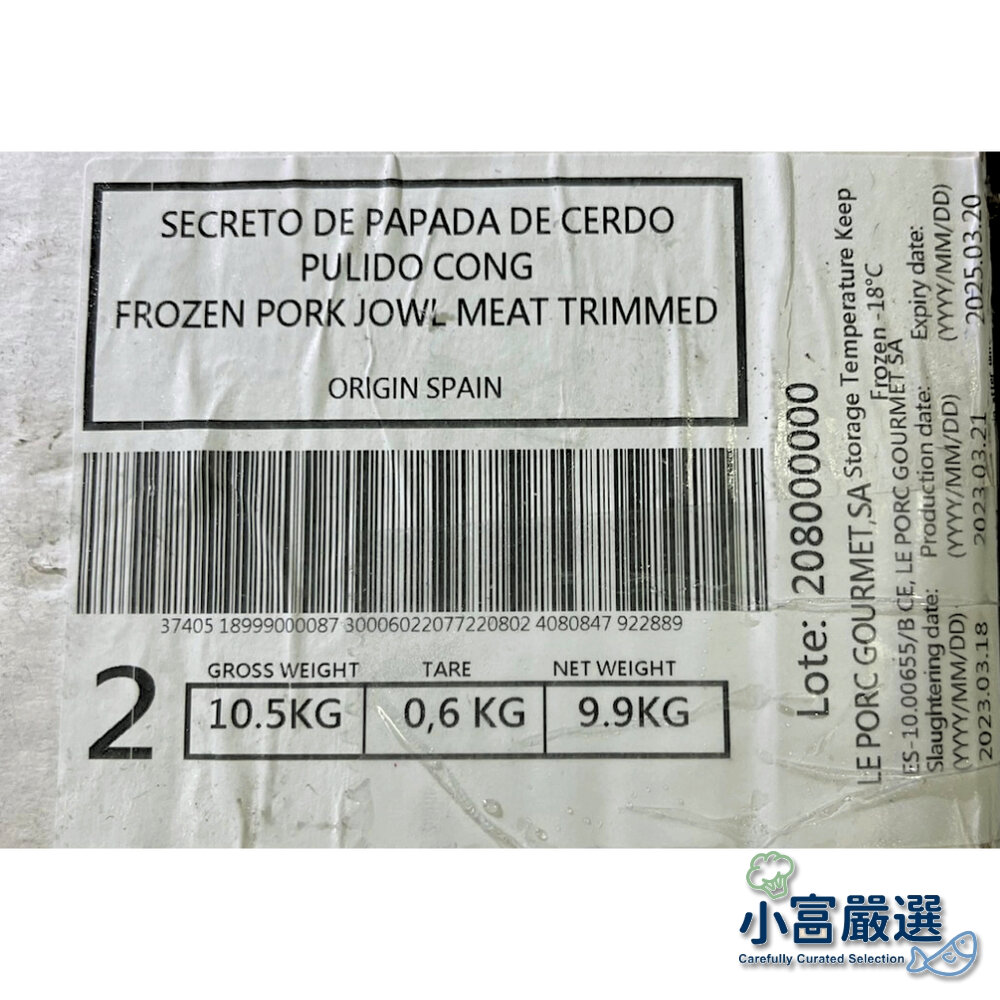 SECRETO DE PAPADA DE CERDO
PULIDO CONG
FROZEN PORK JOWL MEAT TRIMMED
ORIGIN SPAIN
37405 18999000087 30006022077220802 4080847 922889
2
GROSS WEIGHT TARE NET WEIGHT
10.5KG 0,6 KG 9.9KG
Lote: 208000000
LE PORC GOURMET,SA Storage Temperature Keep
Frozen -18°C
ES-10.00655/B CE, LE PORC GOURMET SA
Slaughtering date: Production date: Expiry date:
(YYYY/MM/DD) (YYYY/MM/DD) (YYYY/MM/DD)
2023.03.18 2023.03.21 2025.03.20
小富嚴選
Carefully Curated Selection